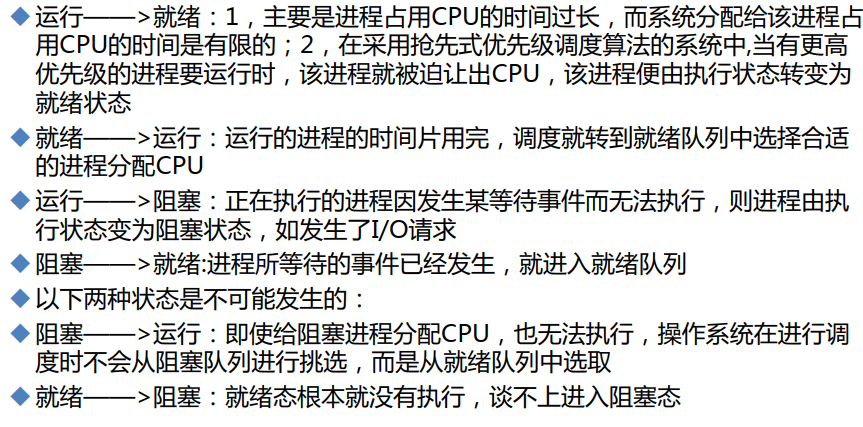 ◆运行——>就绪：1，主要是进程占用CPU的时间过长，而系统分配给该进程占
用CPU的时间是有限的；2，在采用抢先式优先级调度算法的系统中,当有更高
优先级的进程要运行时，该进程就被迫让出CPU，该进程便由执行状态转变为
就绪状态
◆就绪——>运行：运行的进程的时间片用完，调度就转到就绪队列中选择合适
的进程分配CPU
◆运行——>阻塞：正在执行的进程因发生某等待事件而无法执行，则进程由执
行状态变为阻塞状态，如发生了I/O请求
◆阻塞——>就绪:进程所等待的事件已经发生，就进入就绪队列
◆以下两种状态是不可能发生的：
◆阻塞——>运行：即使给阻塞进程分配CPU，也无法执行，操作系统在进行调
度时不会从阻塞队列进行挑选，而是从就绪队列中选取
◆就绪——>阻塞：就绪态根本就没有执行，谈不上进入阻塞态